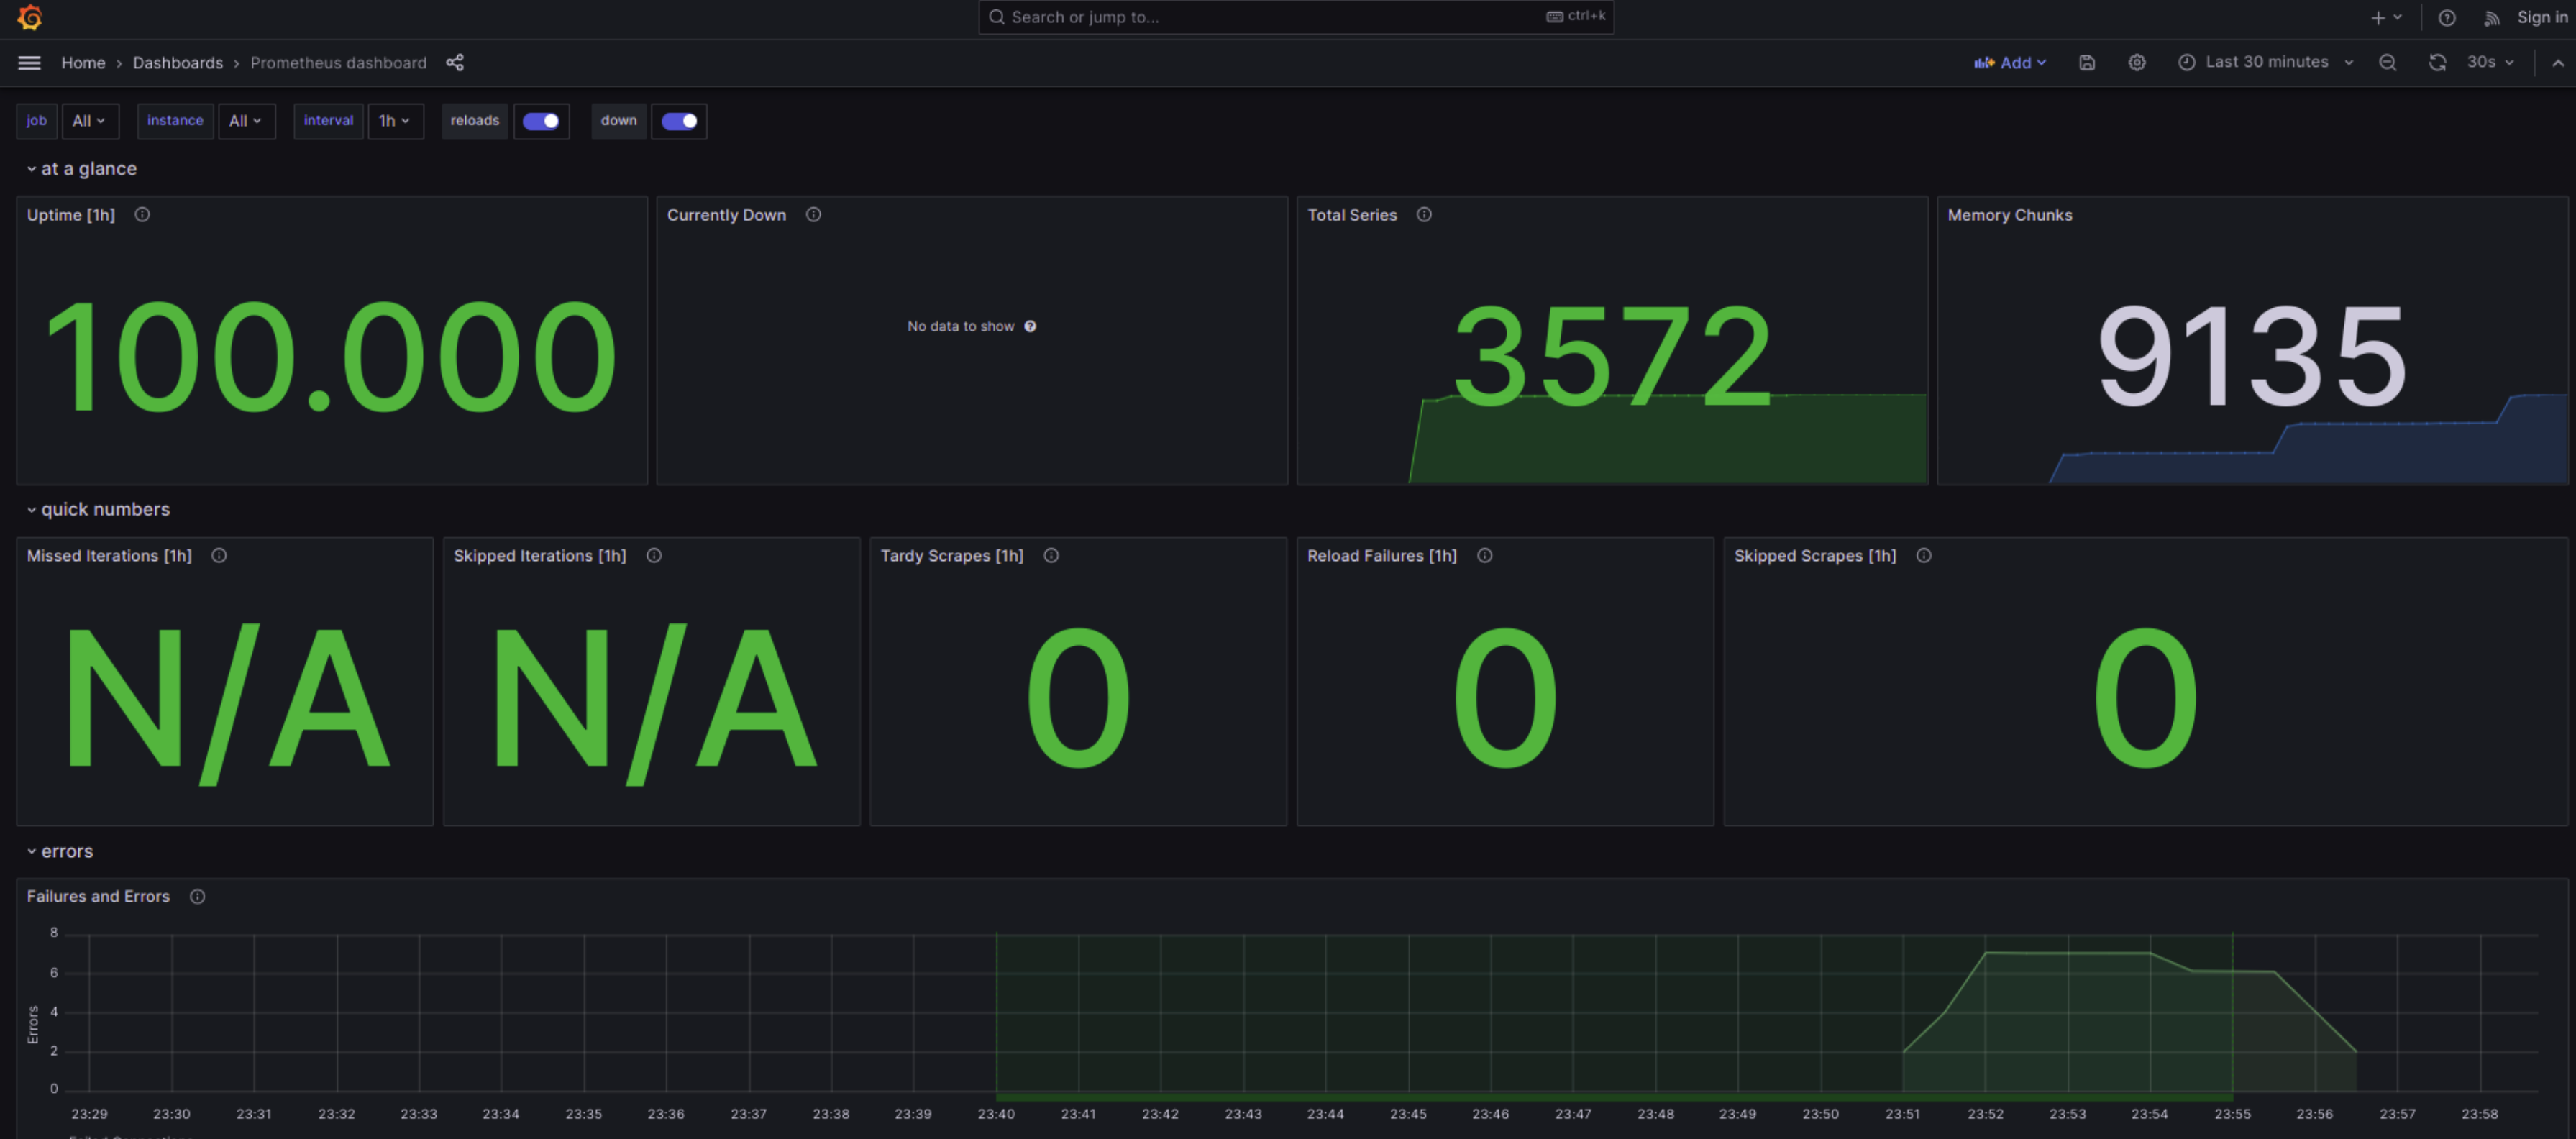 Search or jump to... ctrl+k Sign in
Home › Dashboards › Prometheus dashboard Add Last 30 minutes 30s
job All instance All interval 1h reloads down
at a glance
Uptime [1h] Currently Down Total Series Memory Chunks
100.000 No data to show 3572 9135
quick numbers
Missed Iterations [1h] Skipped Iterations [1h] Tardy Scrapes [1h] Reload Failures [1h] Skipped Scrapes [1h]
N/A N/A 0 0 0
errors
Failures and Errors
Errors
8
6
4
2
0
23:29 23:30 23:31 23:32 23:33 23:34 23:35 23:36 23:37 23:38 23:39 23:40 23:41 23:42 23:43 23:44 23:45 23:46 23:47 23:48 23:49 23:50 23:51 23:52 23:53 23:54 23:55 23:56 23:57 23:58